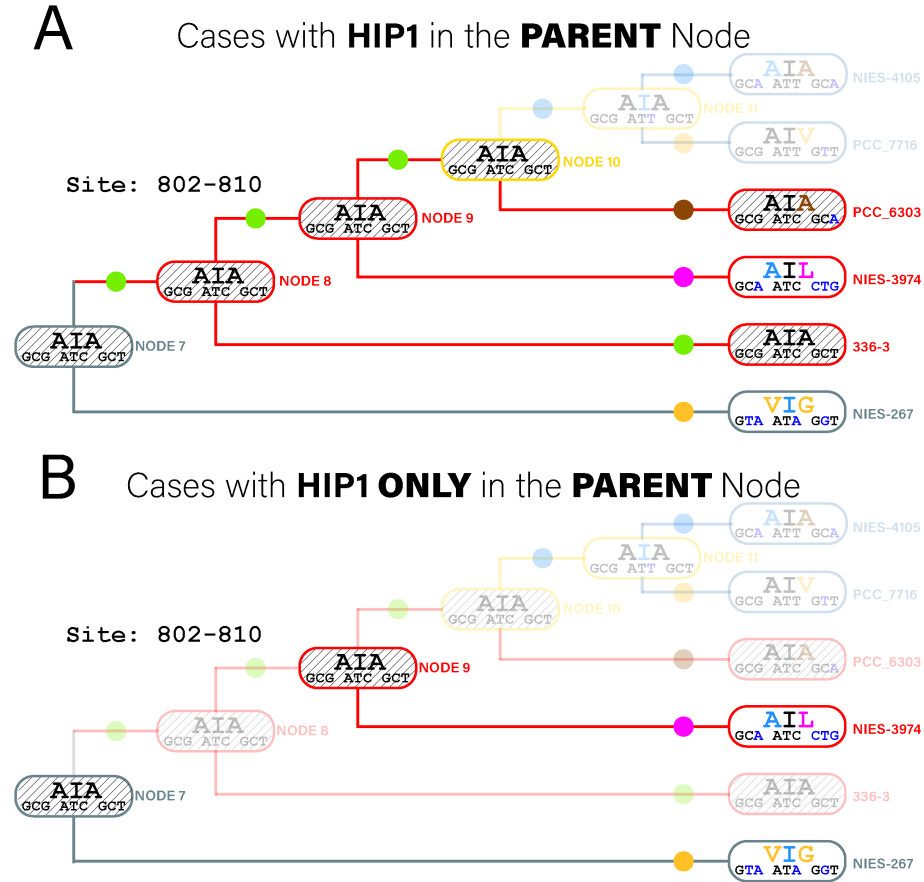 A
Cases with HIP1 in the PARENT Node
AIA
GCA ATT GCA
NIES-4105
AIA
GCG ATT GCT
NODE 11
AIV
GCG ATT GTT
PCC_7716
AIA
GCG ATC GCT
NODE 10
Site: 802-810
AIA
GCG ATC GCA
PCC_6303
AIA
GCG ATC GCT
NODE 9
AIA
GCG ATC GCT
NODE 8
AIL
GCA ATC CTG
NIES-3974
AIA
GCG ATC GCT
NODE 7
AIA
GCG ATC GCT
336-3
VIG
GTA ATA GGT
NIES-267
B
Cases with HIP1 ONLY in the PARENT Node
AIA
GCA ATT GCA
NIES-4105
AIA
GCG ATT GCT
NODE 11
AIV
GCG ATT GTT
PCC_7716
AIA
GCG ATC GCT
NODE 10
Site: 802-810
AIA
GCG ATC GCA
PCC_6303
AIA
GCG ATC GCT
NODE 9
AIA
GCG ATC GCT
NODE 8
AIL
GCA ATC CTG
NIES-3974
AIA
GCG ATC GCT
NODE 7
AIA
GCG ATC GCT
336-3
VIG
GTA ATA GGT
NIES-267